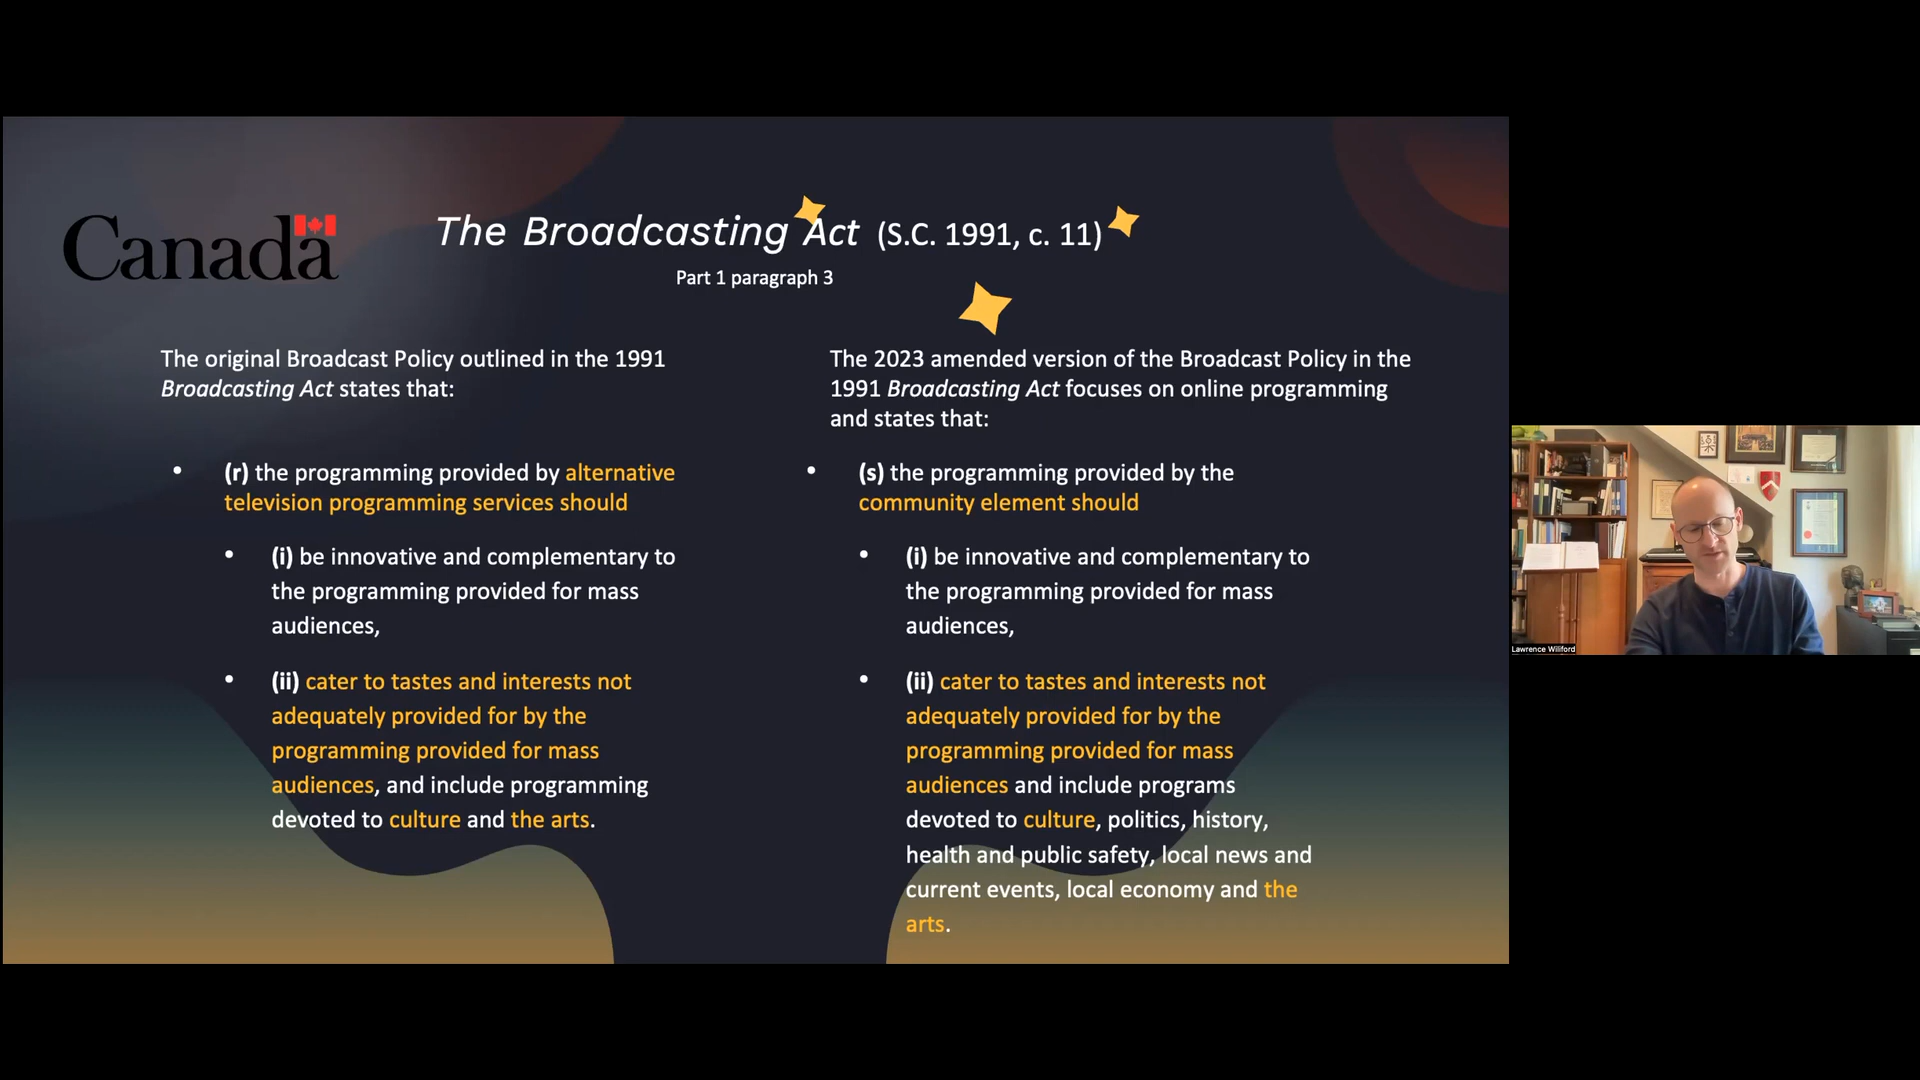 Canada
The Broadcasting Act (S.C. 1991, c. 11)
Part 1 paragraph 3
The original Broadcast Policy outlined in the 1991
Broadcasting Act states that:
• (r) the programming provided by alternative
television programming services should
• (i) be innovative and complementary to
the programming provided for mass
audiences,
• (ii) cater to tastes and interests not
adequately provided for by the
programming provided for mass
audiences, and include programming
devoted to culture and the arts.
The 2023 amended version of the Broadcast Policy in the
1991 Broadcasting Act focuses on online programming
and states that:
• (s) the programming provided by the
community element should
• (i) be innovative and complementary to
the programming provided for mass
audiences,
• (ii) cater to tastes and interests not
adequately provided for by the
programming provided for mass
audiences and include programs
devoted to culture, politics, history,
health and public safety, local news and
current events, local economy and the
arts.
Lawrence Wiliford